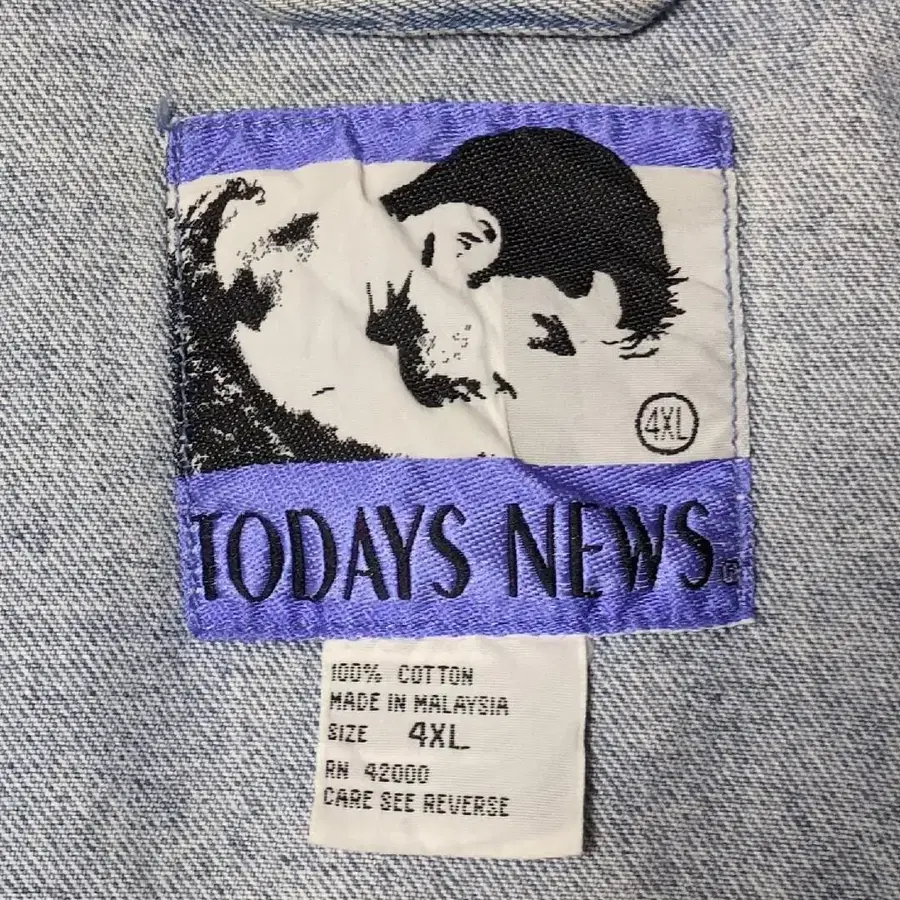 4XL
TODAYS NEWS®
100% COTTON
MADE IN MALAYSIA
SIZE 4XL
RN 42000
CARE SEE REVERSE